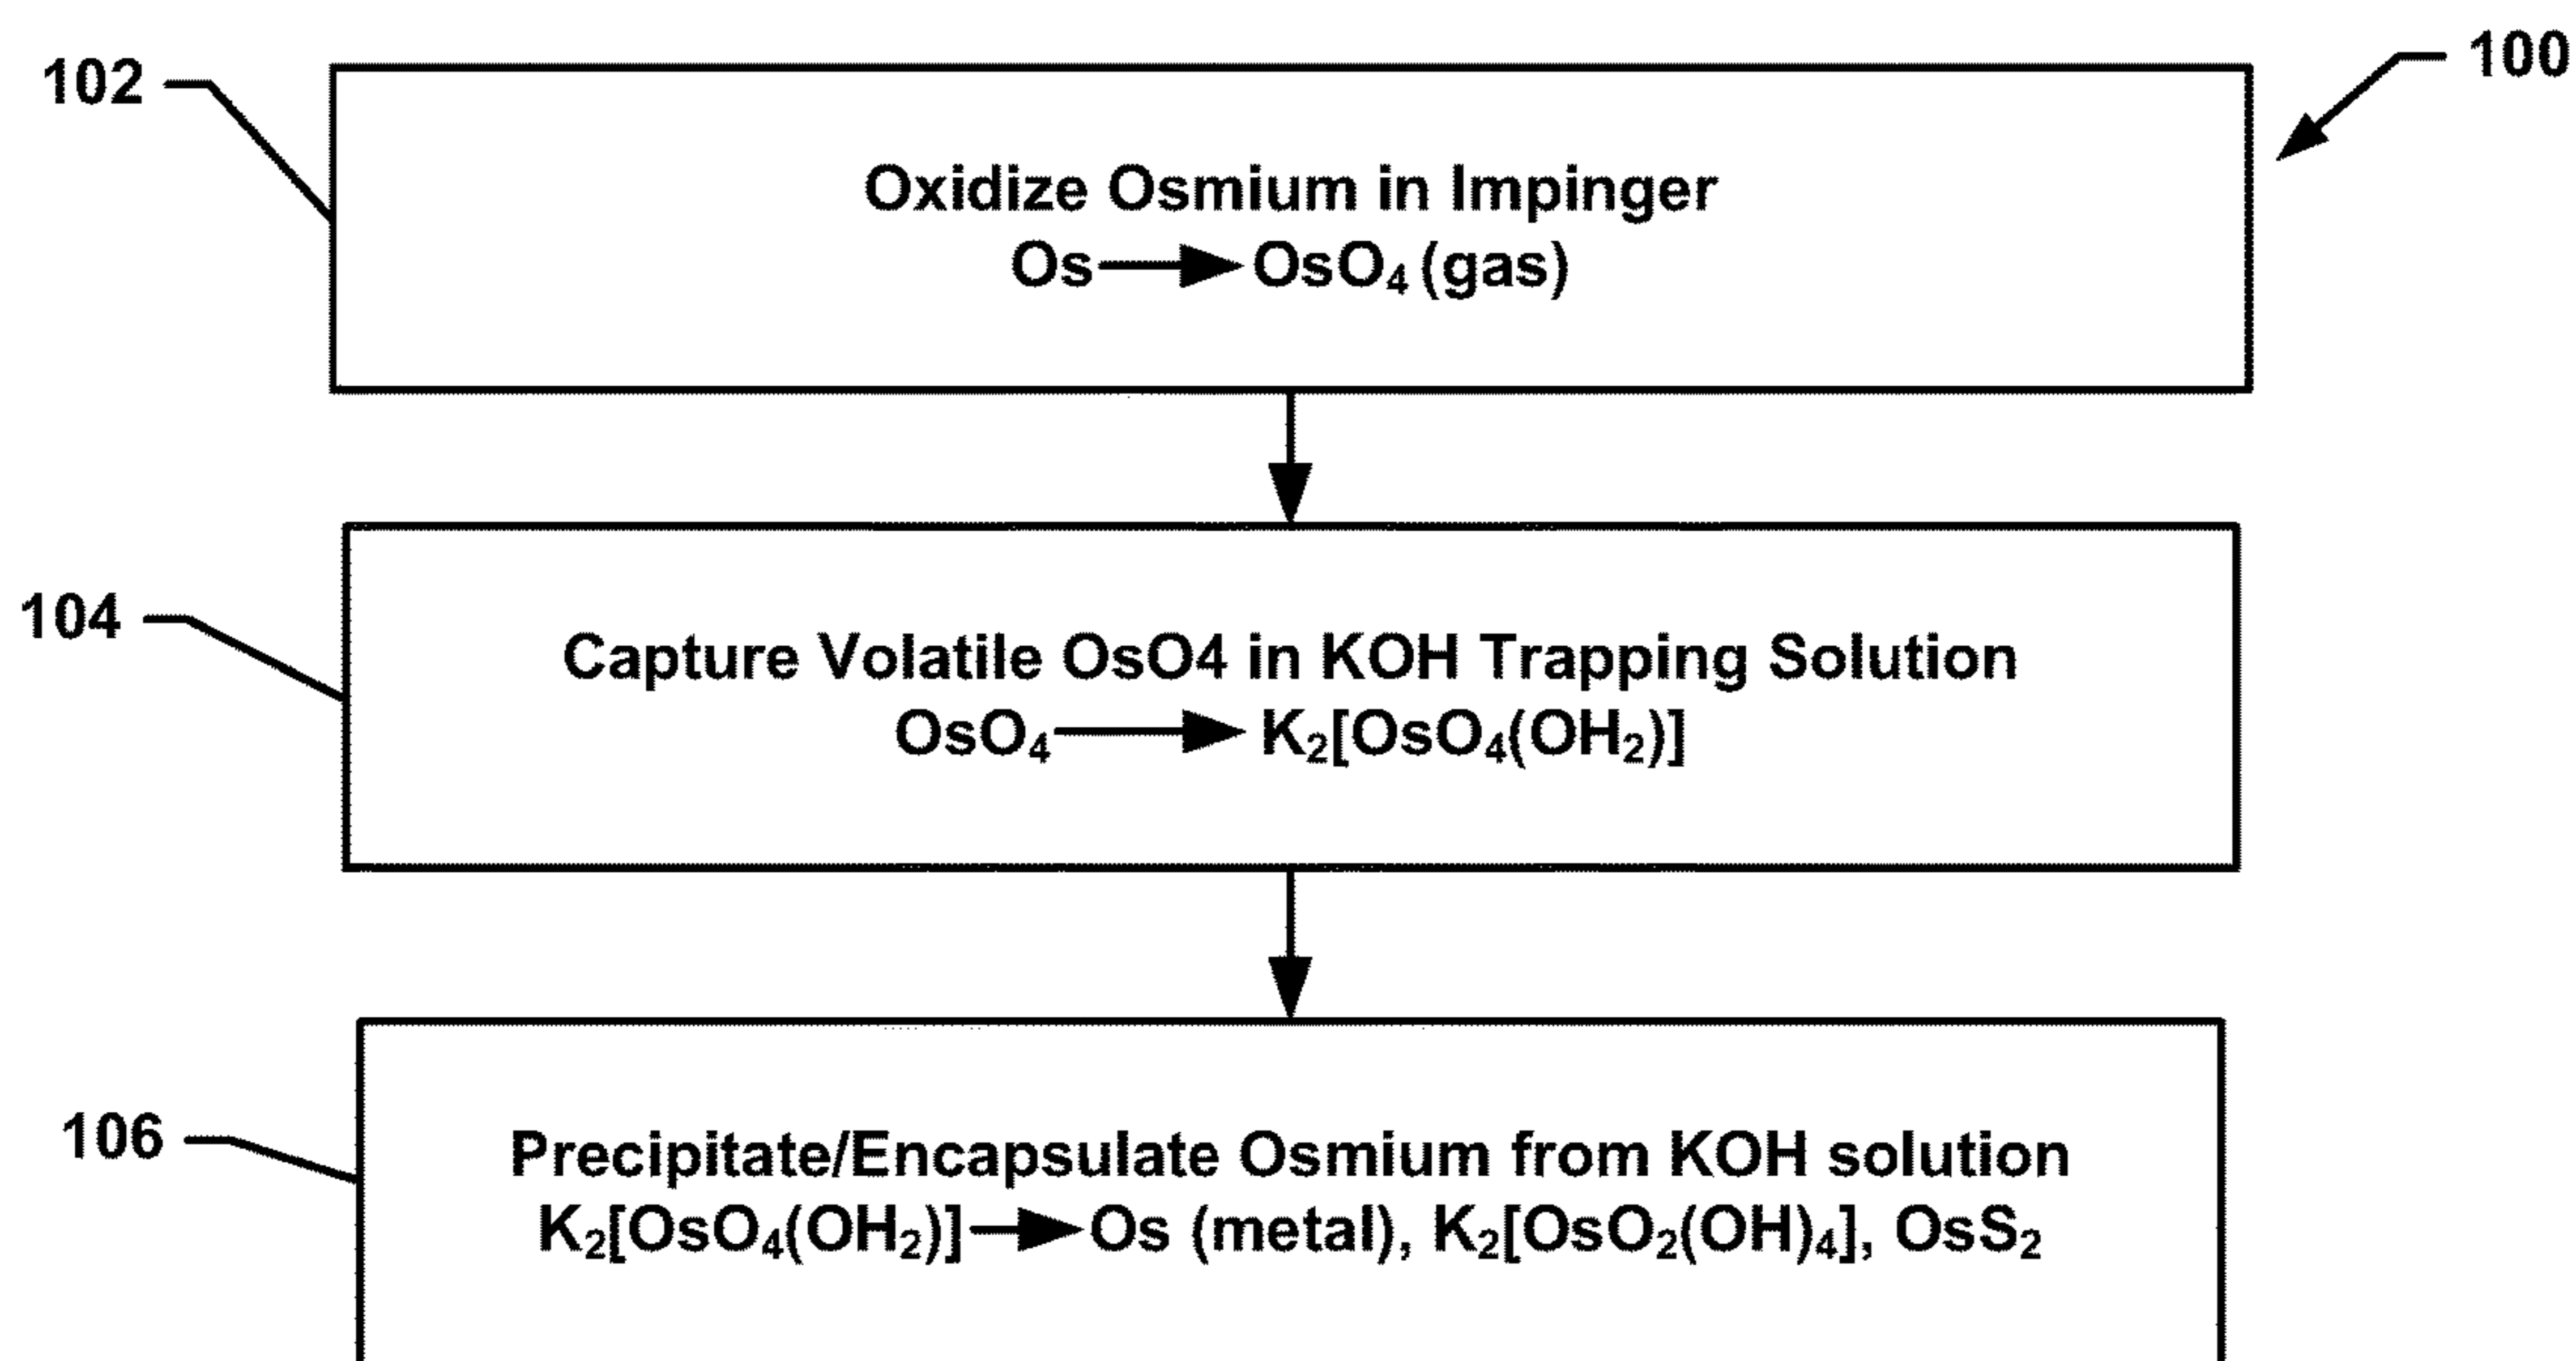 100
102
Oxidize Osmium in Impinger
Os → OsO₄ (gas)
104
Capture Volatile OsO4 in KOH Trapping Solution
OsO₄ → K₂[OsO₄(OH₂)]
106
Precipitate/Encapsulate Osmium from KOH solution
K₂[OsO₄(OH₂)] → Os (metal), K₂[OsO₂(OH)₄], OsS₂